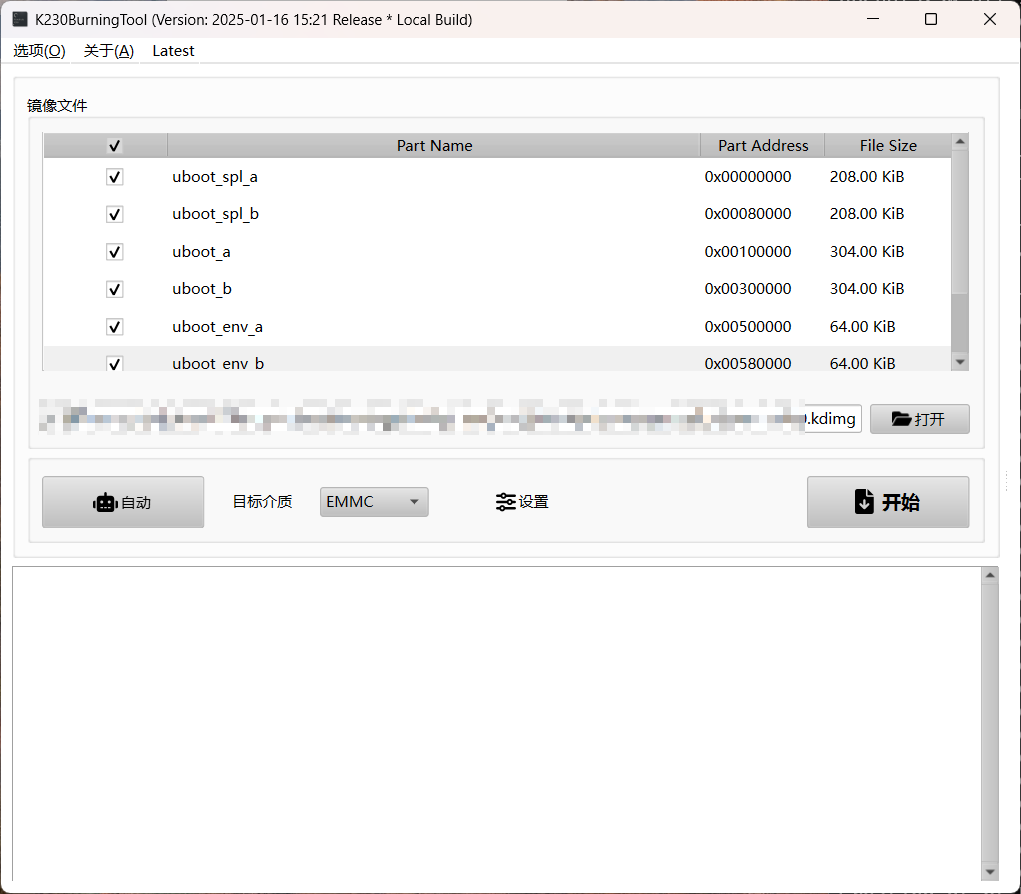 K230BurningTool (Version: 2025-01-16 15:21 Release * Local Build)
选项(O) 关于(A) Latest
镜像文件
Part Name Part Address File Size
uboot_spl_a 0x00000000 208.00 KiB
uboot_spl_b 0x00080000 208.00 KiB
uboot_a 0x00100000 304.00 KiB
uboot_b 0x00300000 304.00 KiB
uboot_env_a 0x00500000 64.00 KiB
uboot_env_b 0x00580000 64.00 KiB
.kdimg 打开
自动 目标介质 EMMC 设置 开始